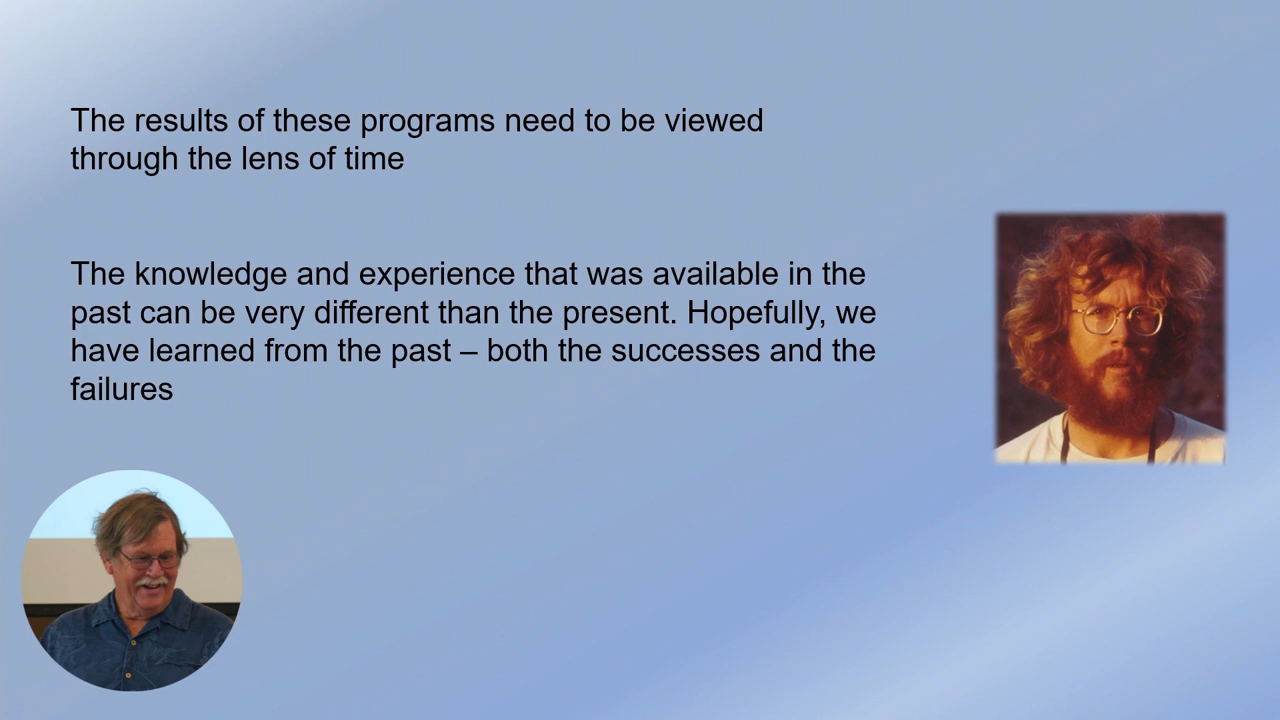 The results of these programs need to be viewed
through the lens of time
The knowledge and experience that was available in the
past can be very different than the present. Hopefully, we
have learned from the past – both the successes and the
failures